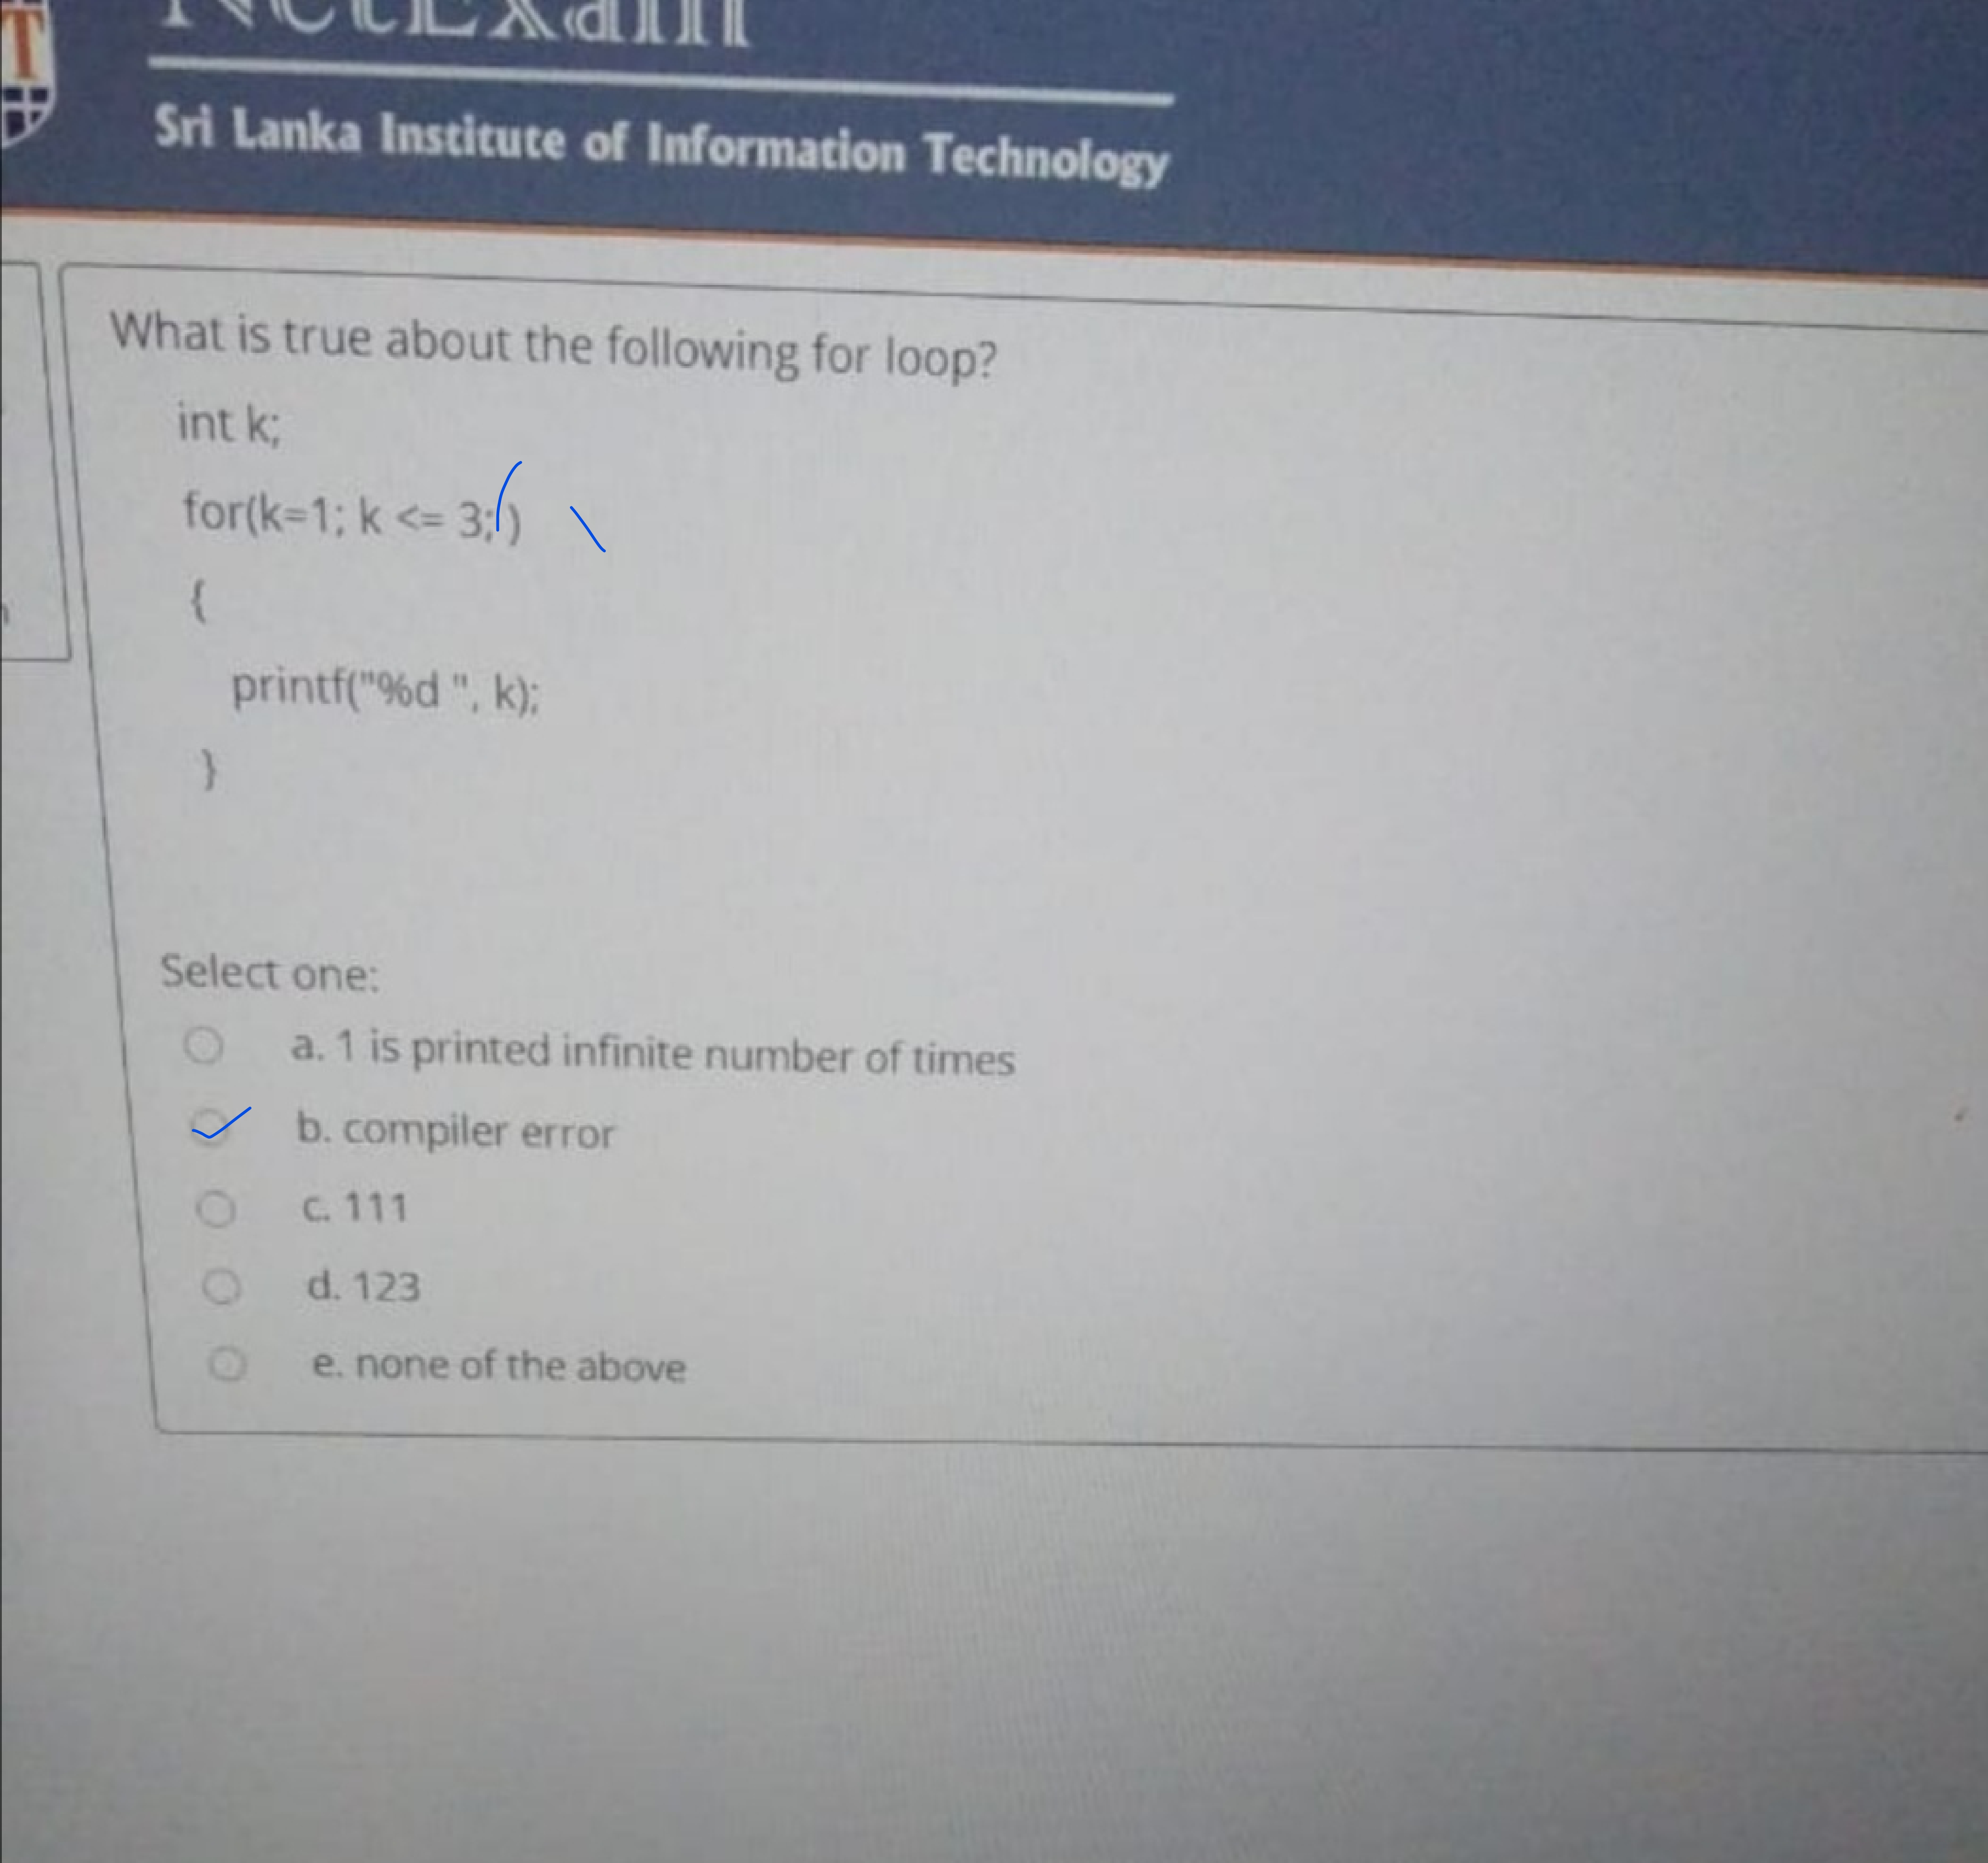 NetExam
Sri Lanka Institute of Information Technology
What is true about the following for loop?
int k;
for(k=1; k <= 3; )
{
printf("%d ", k);
}
Select one:
a. 1 is printed infinite number of times
b. compiler error
c. 111
d. 123
e. none of the above